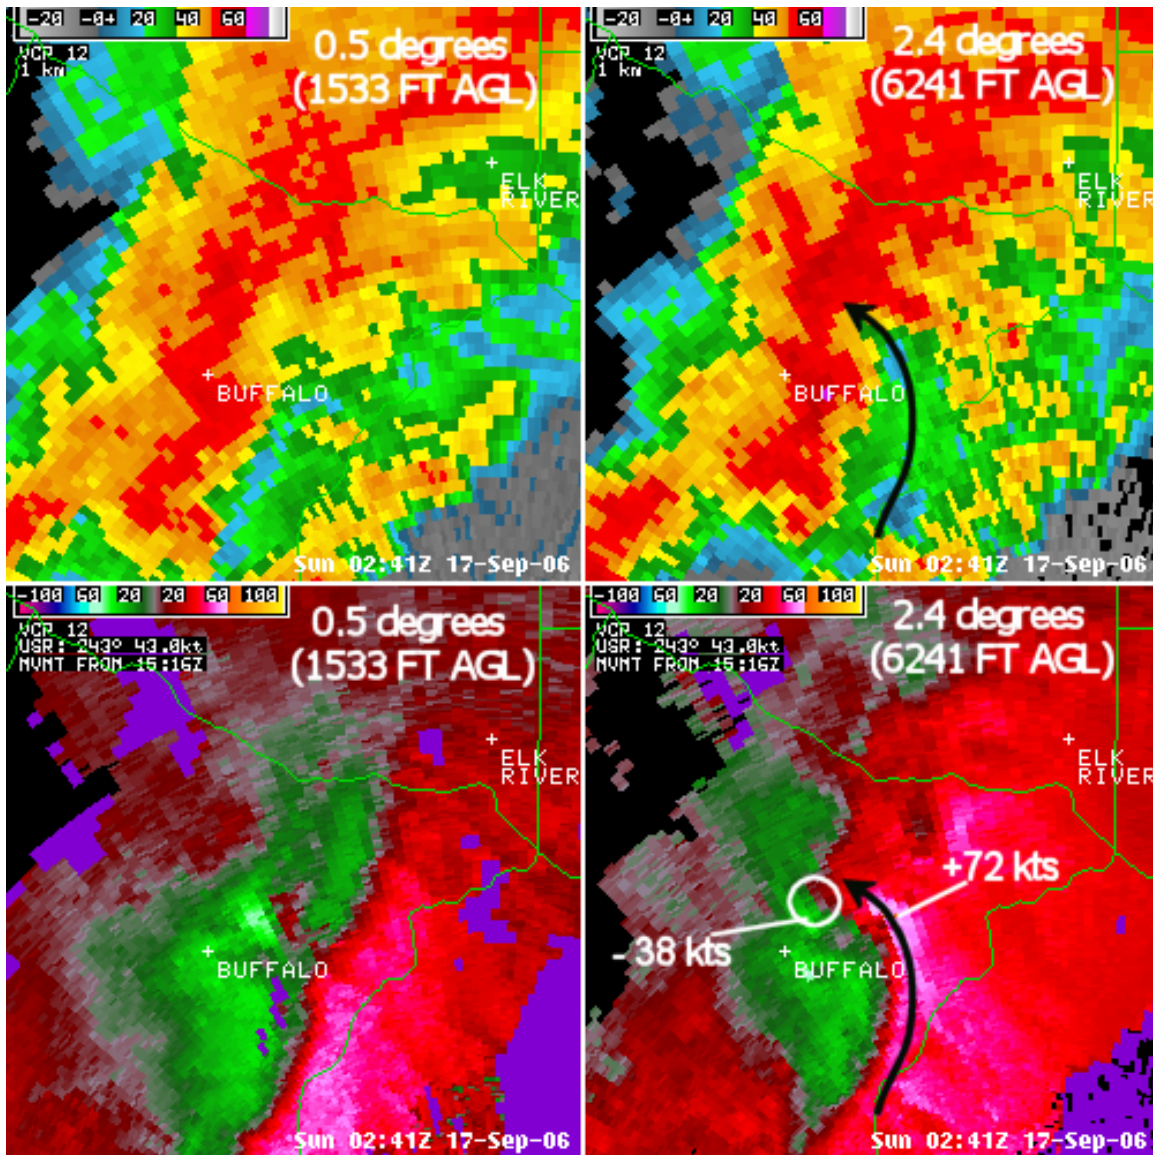 -20 -0+ 20 40 60
VCP 12
1 km
0.5 degrees
(1533 FT AGL)
ELK
RIVER
BUFFALO
Sun 02:41Z 17-Sep-06
-20 -0+ 20 40 60
VCP 12
1 km
2.4 degrees
(6241 FT AGL)
ELK
RIVER
BUFFALO
Sun 02:41Z 17-Sep-06
-100 60 20 20 60 100
VCP 12
USR: 243° 43.0kt
MVMT FROM 15:16Z
0.5 degrees
(1533 FT AGL)
ELK
RIVER
BUFFALO
Sun 02:41Z 17-Sep-06
-100 60 20 20 60 100
VCP 12
USR: 243° 43.0kt
MVMT FROM 15:16Z
2.4 degrees
(6241 FT AGL)
ELK
RIVER
+72 kts
- 38 kts
BUFFALO
Sun 02:41Z 17-Sep-06